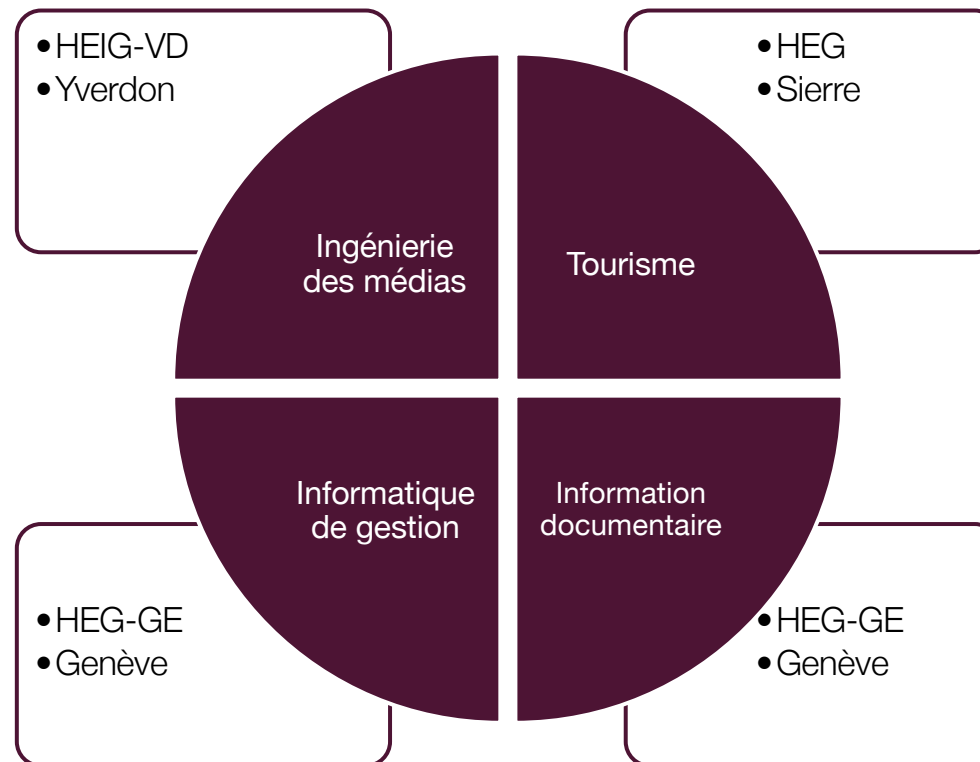 •HEIG-VD
•Yverdon
•HEG
•Sierre
Ingénierie
des médias
Tourisme
Informatique
de gestion
Information
documentaire
•HEG-GE
•Genève
•HEG-GE
•Genève